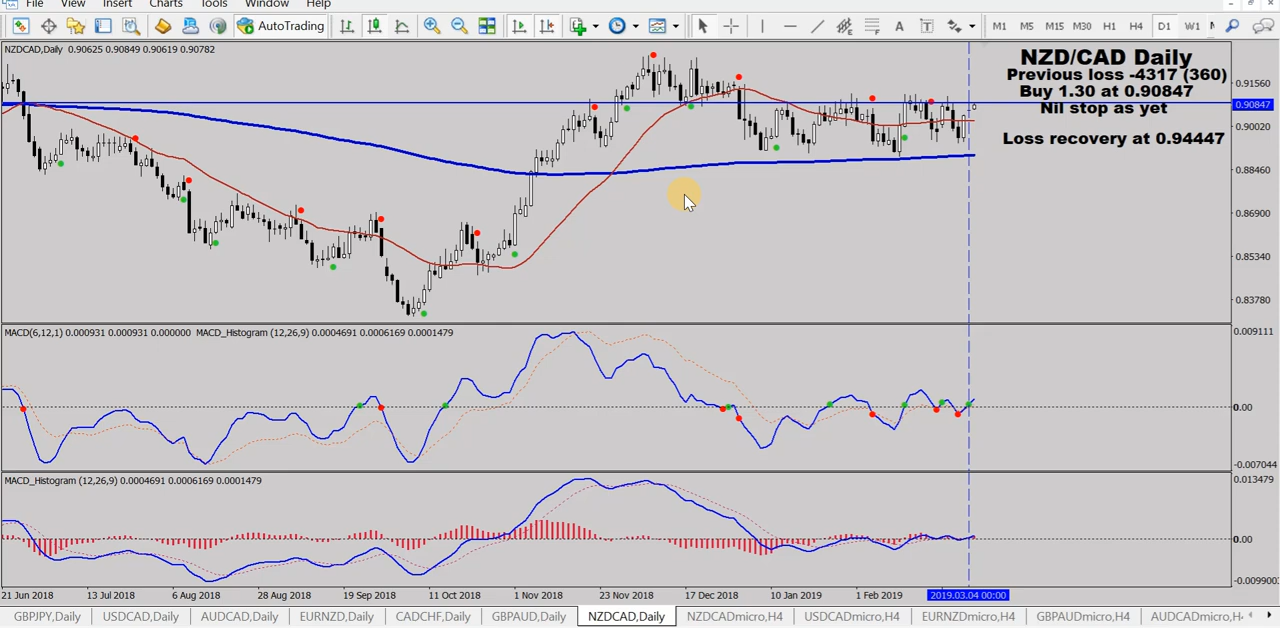 File View Insert Charts Tools Window Help
AutoTrading M1 M5 M15 M30 H1 H4 D1 W1
NZDCAD,Daily 0.90625 0.90849 0.90619 0.90782
NZD/CAD Daily
Previous loss -4317 (360)
Buy 1.30 at 0.90847
Nil stop as yet
Loss recovery at 0.94447
0.91560
0.90847
0.90020
0.88460
0.86900
0.85340
0.83780
MACD(6,12,1) 0.000931 0.000931 0.000000 MACD_Histogram (12,26,9) 0.0004691 0.0006169 0.0001479
0.009111
0.00
-0.007044
MACD_Histogram (12,26,9) 0.0004691 0.0006169 0.0001479
0.013479
0.00
-0.009900
21 Jun 2018 13 Jul 2018 6 Aug 2018 28 Aug 2018 19 Sep 2018 11 Oct 2018 1 Nov 2018 23 Nov 2018 17 Dec 2018 10 Jan 2019 1 Feb 2019 2019.03.04 00:00
GBPJPY,Daily USDCAD,Daily AUDCAD,Daily EURNZD,Daily CADCHF,Daily GBPAUD,Daily NZDCAD,Daily NZDCADmicro,H4 USDCADmicro,H4 EURNZDmicro,H4 GBPAUDmicro,H4 AUDCADmicro,H